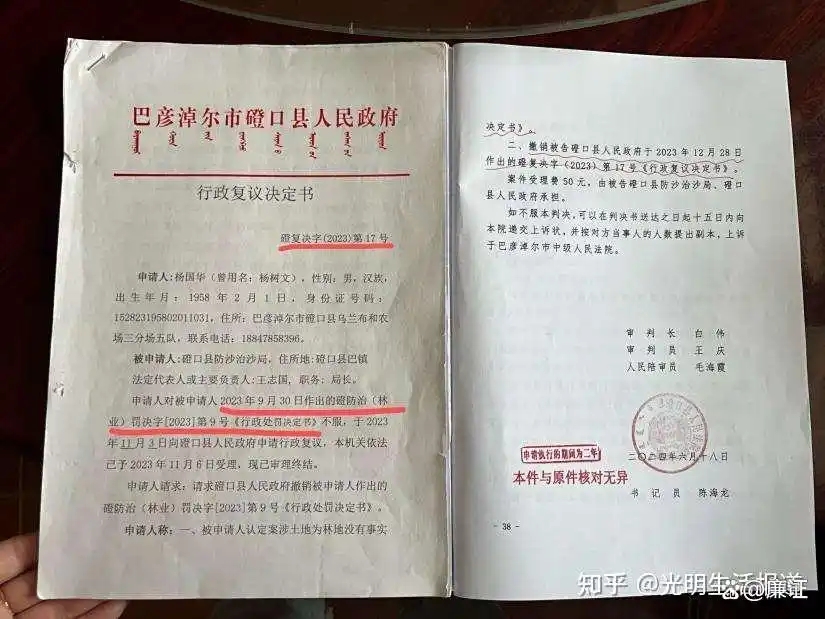 巴彦淖尔市磴口县人民政府
行政复议决定书
磴复决字(2023)第17号
申请人:杨国华（曾用名：杨树文），性别：男，汉族，
出生年月：1958年2月1日，身份证号码：
152823195802011031，住所：巴彦淖尔市磴口县乌兰布和农
场三分场五队，联系电话：18847858396。
被申请人:磴口县防沙治沙局，住所地:磴口县巴镇
法定代表人或主要负责人:王志国，职务：局长。
申请人对被申请人2023年9月30日作出的磴防治（林
业）罚决字[2023]第9号《行政处罚决定书》不服，于2023
年11月3日向磴口县人民政府申请行政复议，本机关依法
已予2023年11月6日受理，现已审理终结。
申请人请求：请求磴口县人民政府撤销被申请人作出的
磴防治（林业）罚决字[2023]第9号《行政处罚决定书》。
申请人称：一、被申请人认定案涉土地为林地没有事实
决定书》。
二、撤销被告磴口县人民政府于2023年12月28日
作出的磴复决字（2023）第17号《行政复议决定书》。
案件受理费50元，由被告磴口县防沙治沙局、磴口
县人民政府承担。
如不服本判决，可以在判决书送达之日起十五日内向
本院递交上诉状，并按对方当事人的人数提出副本，上诉
于巴彦淖尔市中级人民法院。
审判长 白伟
审判员 王庆
人民陪审员 毛海霞
申请执行的期间为二年
二〇二四年六月十八日
本件与原件核对无异
书记员 陈海龙
- 38 -
知乎 @光明生活报道
@廉证